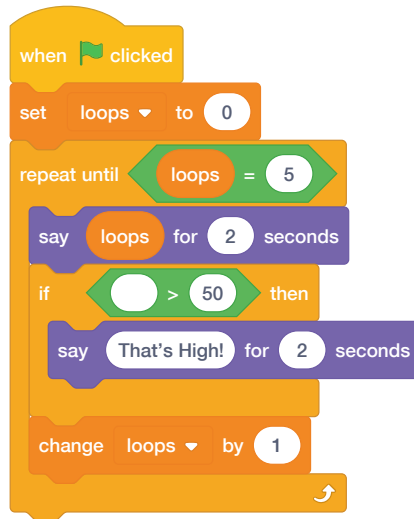 when clicked
set loops to 0
repeat until loops = 5
say loops for 2 seconds
if > 50 then
say That's High! for 2 seconds
change loops by 1